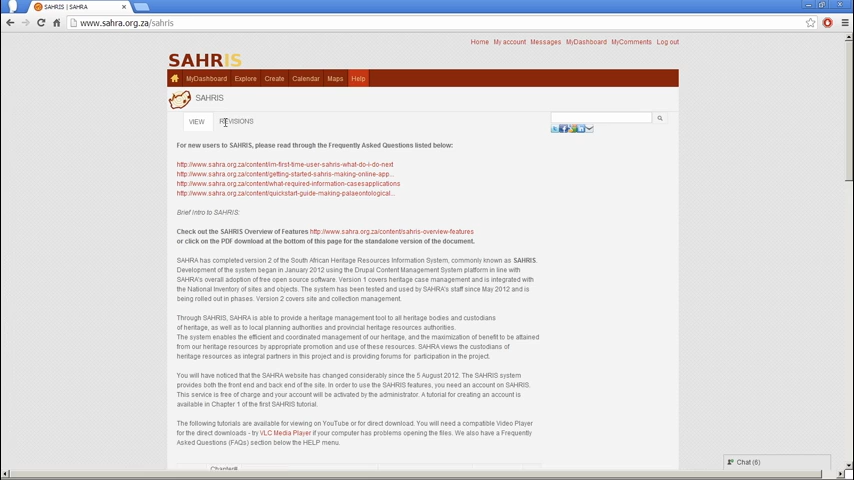 SAHRIS | SAHRA
www.sahra.org.za/sahris
Home My account Messages MyDashboard MyComments Log out
SAHRIS
MyDashboard Explore Create Calendar Maps Help
SAHRIS
VIEW REVISIONS
For new users to SAHRIS, please read through the Frequently Asked Questions listed below:
http://www.sahra.org.za/content/im-first-time-user-sahris-what-do-i-do-next
http://www.sahra.org.za/content/getting-started-sahris-making-online-app...
http://www.sahra.org.za/content/what-required-information-casesapplications
http://www.sahra.org.za/content/quickstart-guide-making-palaeontological...
Brief intro to SAHRIS:
Check out the SAHRIS Overview of Features http://www.sahra.org.za/content/sahris-overview-features
or click on the PDF download at the bottom of this page for the standalone version of the document.
SAHRA has completed version 2 of the South African Heritage Resources Information System, commonly known as SAHRIS.
Development of the system began in January 2012 using the Drupal Content Management System platform in line with
SAHRA's overall adoption of free open source software. Version 1 covers heritage case management and is integrated with
the National Inventory of sites and objects. The system has been tested and used by SAHRA's staff since May 2012 and is
being rolled out in phases. Version 2 covers site and collection management.
Through SAHRIS, SAHRA is able to provide a heritage management tool to all heritage bodies and custodians
of heritage, as well as to local planning authorities and provincial heritage resources authorities.
The system enables the efficient and coordinated management of our heritage, and the maximization of benefit to be attained
from our heritage resources by appropriate promotion and use of these resources. SAHRA views the custodians of
heritage resources as integral partners in this project and is providing forums for participation in the project.
You will have noticed that the SAHRA website has changed considerably since the 5 August 2012. The SAHRIS system
provides both the front end and back end of the site. In order to use the SAHRIS features, you need an account on SAHRIS.
This service is free of charge and your account will be activated by the administrator. A tutorial for creating an account is
available in Chapter 1 of the first SAHRIS tutorial.
The following tutorials are available for viewing on YouTube or for direct download. You will need a compatible Video Player
for the direct downloads - try VLC Media Player if your computer has problems opening the files. We also have a Frequently
Asked Questions (FAQs) section below the HELP menu.
Chapter#
Chat (6)